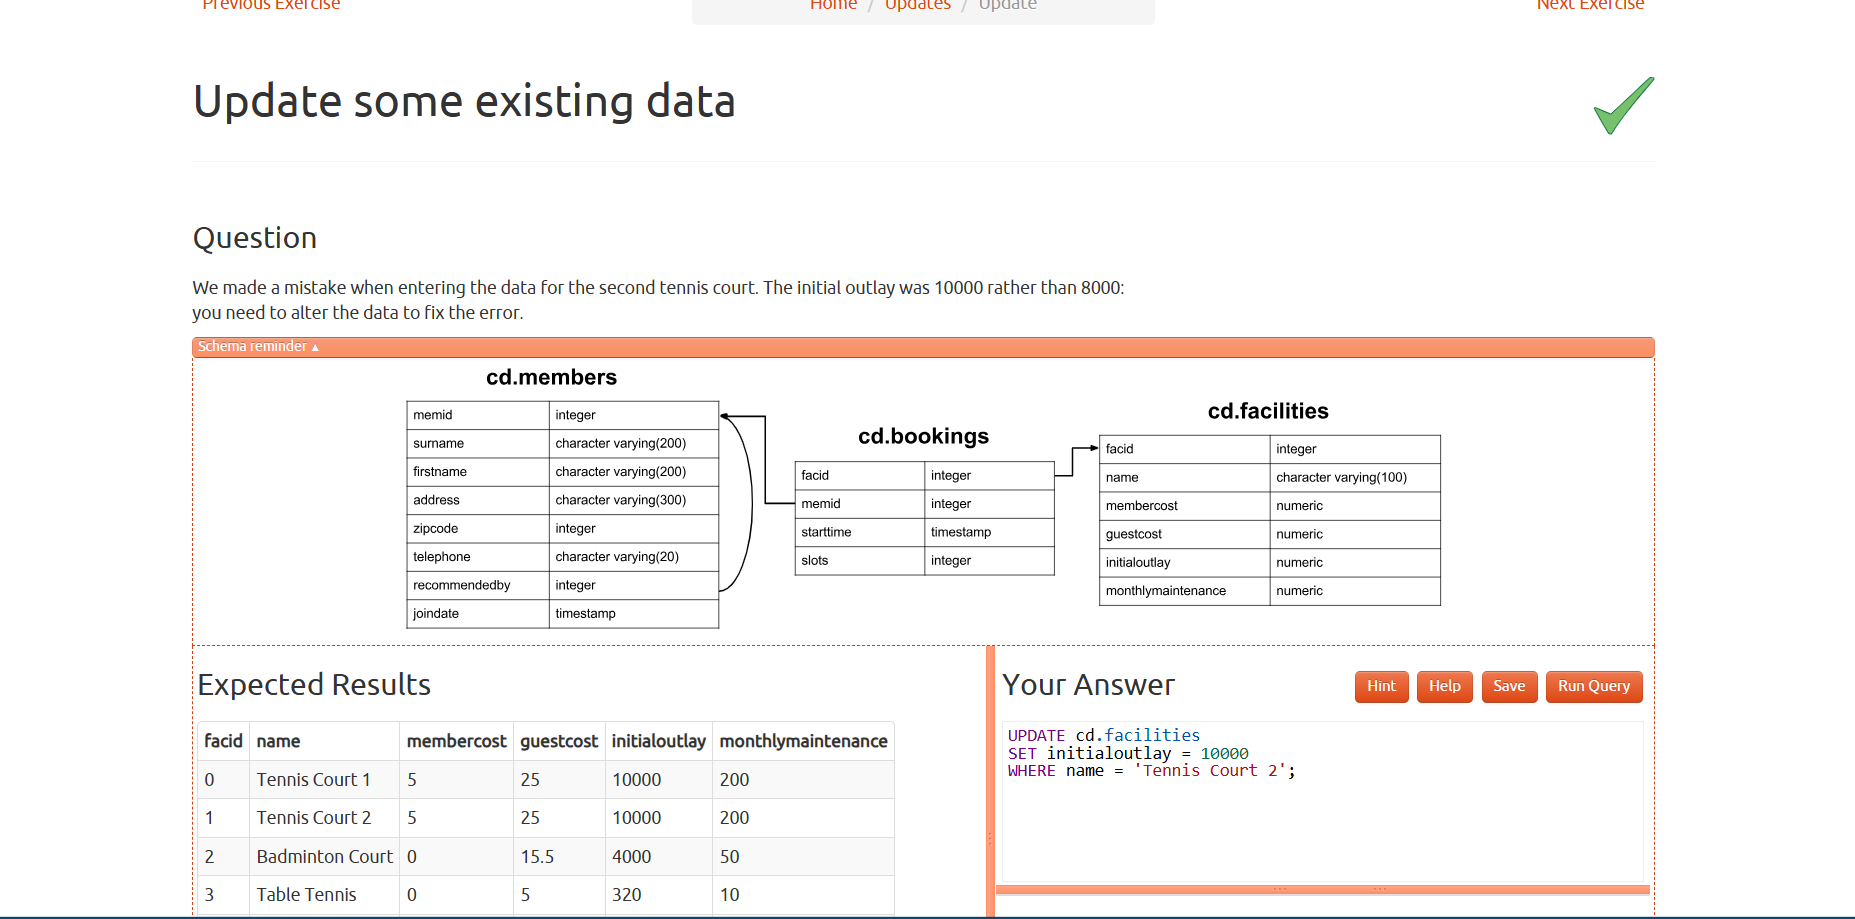 Previous Exercise
Home / Updates / Update
Next Exercise
Update some existing data
Question
We made a mistake when entering the data for the second tennis court. The initial outlay was 10000 rather than 8000:
you need to alter the data to fix the error.
Schema reminder ▲
cd.members
memid integer
surname character varying(200)
firstname character varying(200)
address character varying(300)
zipcode integer
telephone character varying(20)
recommendedby integer
joindate timestamp
cd.bookings
facid integer
memid integer
starttime timestamp
slots integer
cd.facilities
facid integer
name character varying(100)
membercost numeric
guestcost numeric
initialoutlay numeric
monthlymaintenance numeric
Expected Results
facid name membercost guestcost initialoutlay monthlymaintenance
0 Tennis Court 1 5 25 10000 200
1 Tennis Court 2 5 25 10000 200
2 Badminton Court 0 15.5 4000 50
3 Table Tennis 0 5 320 10
Your Answer
Hint Help Save Run Query
UPDATE cd.facilities
SET initialoutlay = 10000
WHERE name = 'Tennis Court 2';